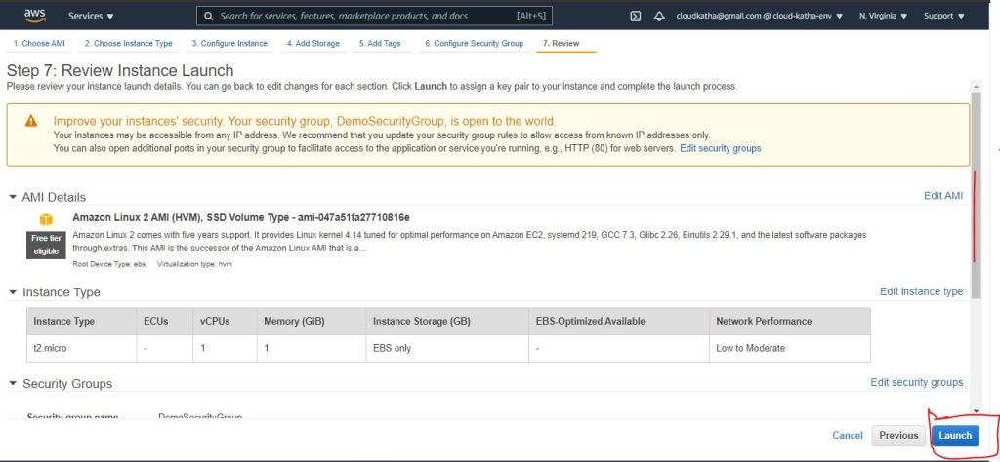 aws
Services ▾
Search for services, features, marketplace products, and docs [Alt+S]
cloudkatha@gmail.com @ cloud-katha-env ▾
N. Virginia ▾
Support ▾
1. Choose AMI
2. Choose Instance Type
3. Configure Instance
4. Add Storage
5. Add Tags
6. Configure Security Group
7. Review
Step 7: Review Instance Launch
Please review your instance launch details. You can go back to edit changes for each section. Click Launch to assign a key pair to your instance and complete the launch process.
Improve your instances' security. Your security group, DemoSecurityGroup, is open to the world.
Your instances may be accessible from any IP address. We recommend that you update your security group rules to allow access from known IP addresses only.
You can also open additional ports in your security group to facilitate access to the application or service you're running, e.g., HTTP (80) for web servers. Edit security groups
AMI Details
Edit AMI
Amazon Linux 2 AMI (HVM), SSD Volume Type - ami-047a51fa27710816e
Free tier
eligible
Amazon Linux 2 comes with five years support. It provides Linux kernel 4.14 tuned for optimal performance on Amazon EC2, systemd 219, GCC 7.3, Glibc 2.26, Binutils 2.29.1, and the latest software packages
through extras. This AMI is the successor of the Amazon Linux AMI that is a...
Root Device Type: ebs Virtualization type: hvm
Instance Type
Edit instance type
Instance Type ECUs vCPUs Memory (GiB) Instance Storage (GB) EBS-Optimized Available Network Performance
t2.micro - 1 1 EBS only - Low to Moderate
Security Groups
Edit security groups
Security group name DemoSecurityGroup
Cancel
Previous
Launch